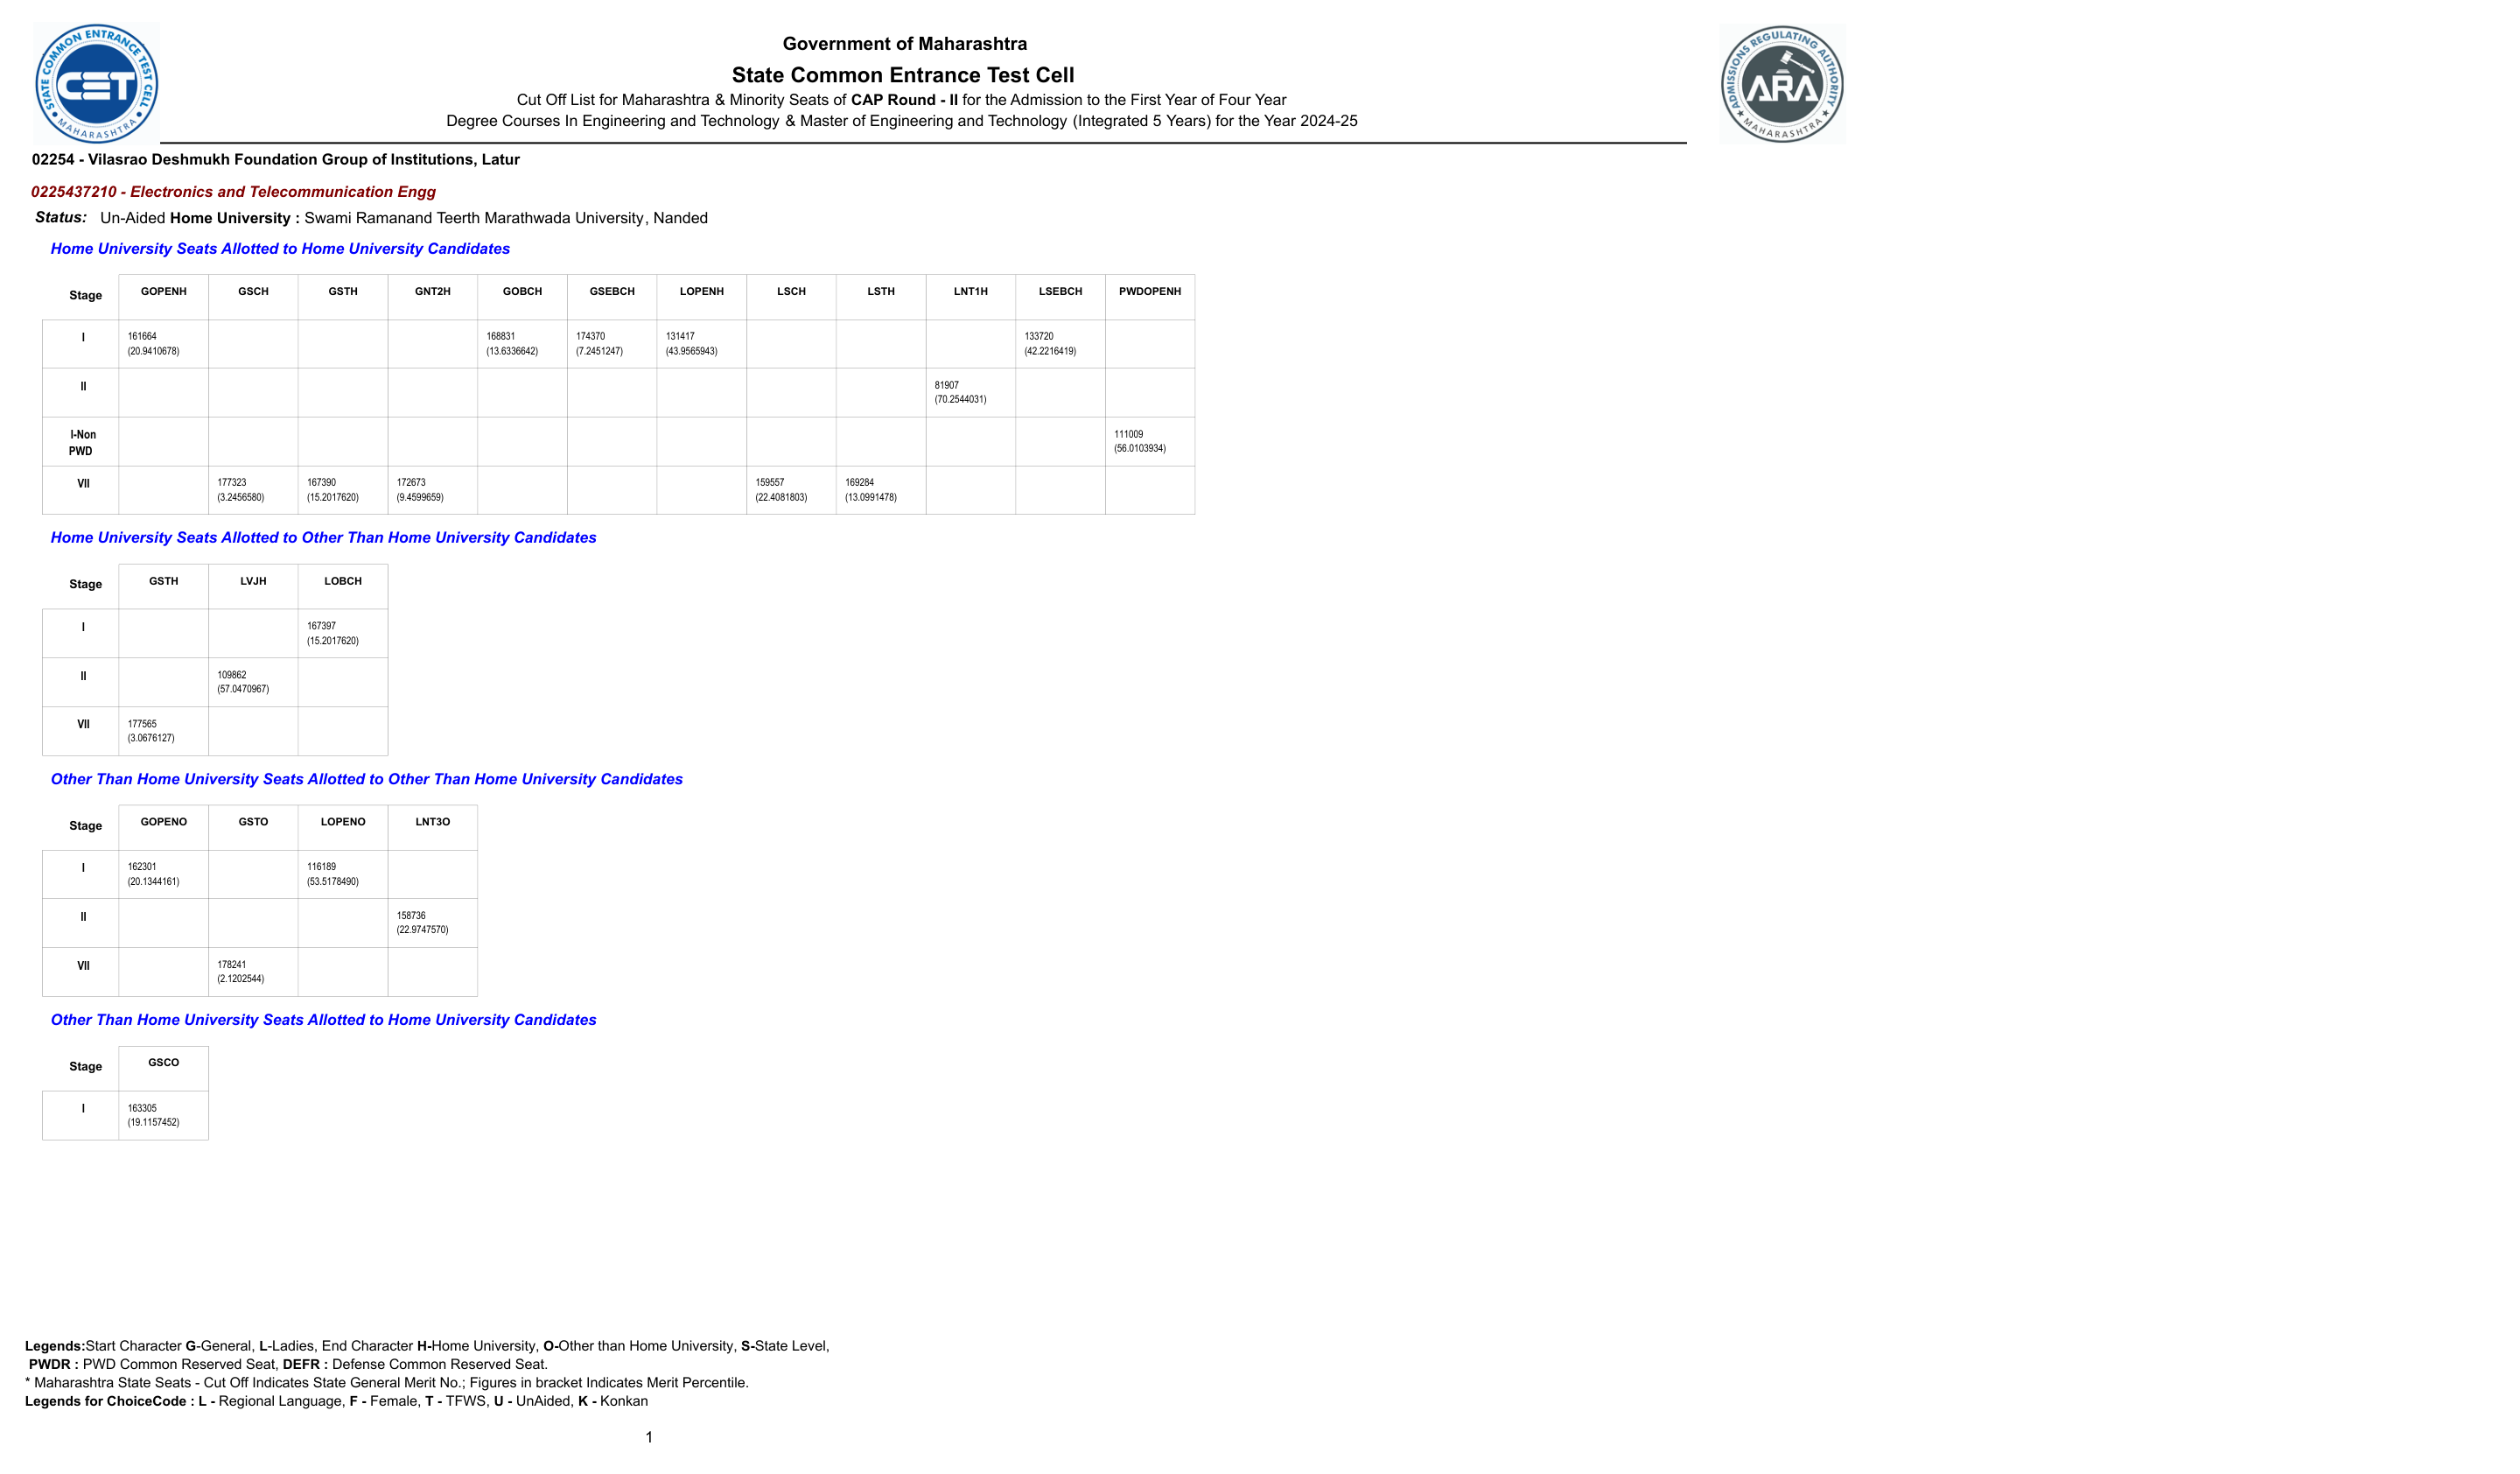 STATE COMMON ENTRANCE TEST CELL
CET
MAHARASHTRA
ADMISSIONS REGULATING AUTHORITY
ARA
MAHARASHTRA
Government of Maharashtra
State Common Entrance Test Cell
Cut Off List for Maharashtra & Minority Seats of CAP Round - II for the Admission to the First Year of Four Year
Degree Courses In Engineering and Technology & Master of Engineering and Technology (Integrated 5 Years) for the Year 2024-25
02254 - Vilasrao Deshmukh Foundation Group of Institutions, Latur
0225437210 - Electronics and Telecommunication Engg
Status: Un-Aided Home University : Swami Ramanand Teerth Marathwada University, Nanded
Home University Seats Allotted to Home University Candidates
Stage GOPENH GSCH GSTH GNT2H GOBCH GSEBCH LOPENH LSCH LSTH LNT1H LSEBCH PWDOPENH
I 161664 168831 174370 131417 133720
(20.9410678) (13.6336642) (7.2451247) (43.9565943) (42.2216419)
II 81907
(70.2544031)
I-Non 111009
PWD (56.0103934)
VII 177323 167390 172673 159557 169284
(3.2456580) (15.2017620) (9.4599659) (22.4081803) (13.0991478)
Home University Seats Allotted to Other Than Home University Candidates
Stage GSTH LVJH LOBCH
I 167397
(15.2017620)
II 109862
(57.0470967)
VII 177565
(3.0676127)
Other Than Home University Seats Allotted to Other Than Home University Candidates
Stage GOPENO GSTO LOPENO LNT3O
I 162301 116189
(20.1344161) (53.5178490)
II 158736
(22.9747570)
VII 178241
(2.1202544)
Other Than Home University Seats Allotted to Home University Candidates
Stage GSCO
I 163305
(19.1157452)
Legends:Start Character G-General, L-Ladies, End Character H-Home University, O-Other than Home University, S-State Level,
PWDR : PWD Common Reserved Seat, DEFR : Defense Common Reserved Seat.
* Maharashtra State Seats - Cut Off Indicates State General Merit No.; Figures in bracket Indicates Merit Percentile.
Legends for ChoiceCode : L - Regional Language, F - Female, T - TFWS, U - UnAided, K - Konkan
1